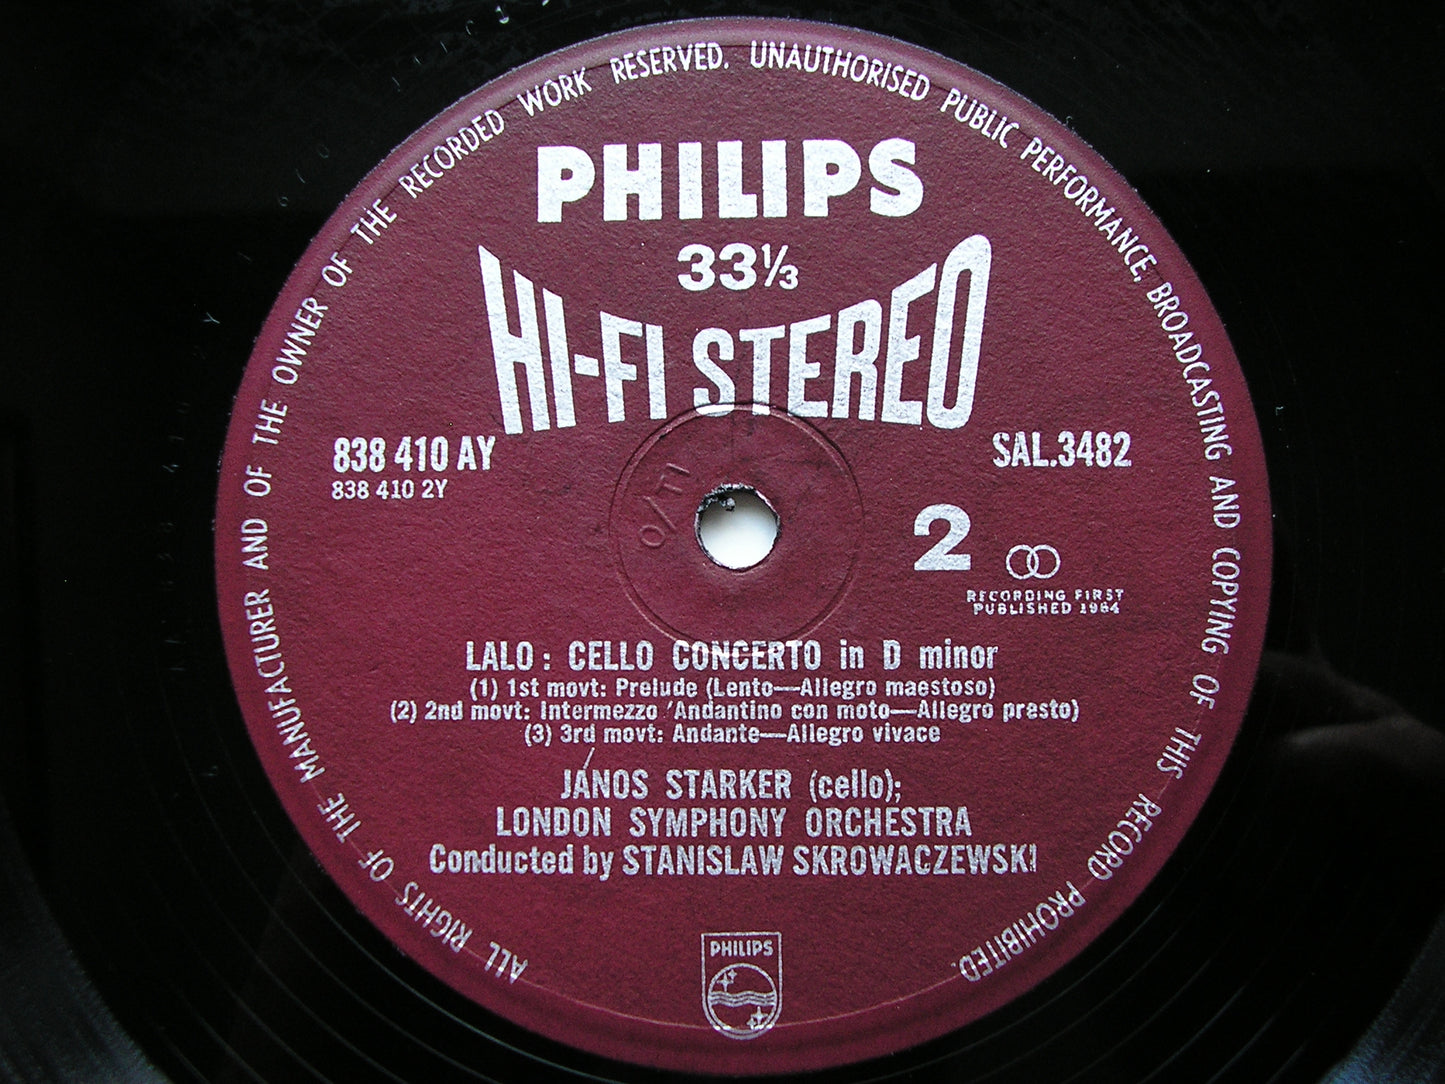 ALL RIGHTS OF THE MANUFACTURER AND OF THE OWNER OF THE RECORDED WORK RESERVED. UNAUTHORISED PUBLIC PERFORMANCE, BROADCASTING AND COPYING OF THIS RECORD PROHIBITED.
PHILIPS
33⅓
HI-FI STEREO
838 410 AY
SAL.3482
838 410 2Y
2
RECORDING FIRST
PUBLISHED 1964
LALO: CELLO CONCERTO in D minor
(1) 1st movt: Prelude (Lento—Allegro maestoso)
(2) 2nd movt: Intermezzo 'Andantino con moto—Allegro presto)
(3) 3rd movt: Andante—Allegro vivace
JÁNOS STARKER (cello);
LONDON SYMPHONY ORCHESTRA
Conducted by STANISLAW SKROWACZEWSKI
PHILIPS